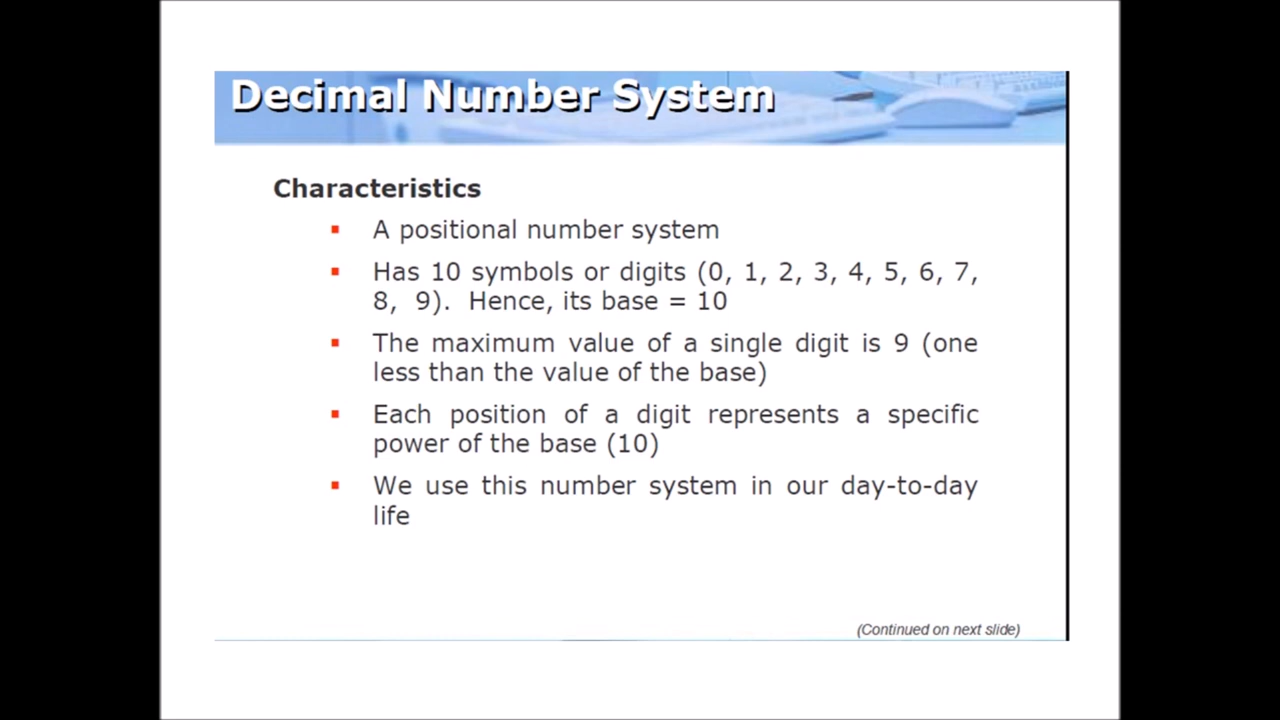 Decimal Number System
Characteristics
▪ A positional number system
▪ Has 10 symbols or digits (0, 1, 2, 3, 4, 5, 6, 7,
8, 9). Hence, its base = 10
▪ The maximum value of a single digit is 9 (one
less than the value of the base)
▪ Each position of a digit represents a specific
power of the base (10)
▪ We use this number system in our day-to-day
life
(Continued on next slide)